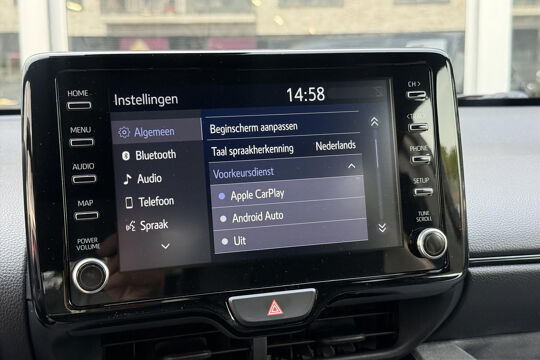 HOME
MENU
AUDIO
MAP
POWER
VOLUME
Instellingen
14:58
Algemeen
Bluetooth
Audio
Telefoon
Spraak
Beginscherm aanpassen
Taal spraakherkenning Nederlands
Voorkeursdienst
Apple CarPlay
Android Auto
Uit
CH >
PHONE
SETUP
TUNE
SCROLL